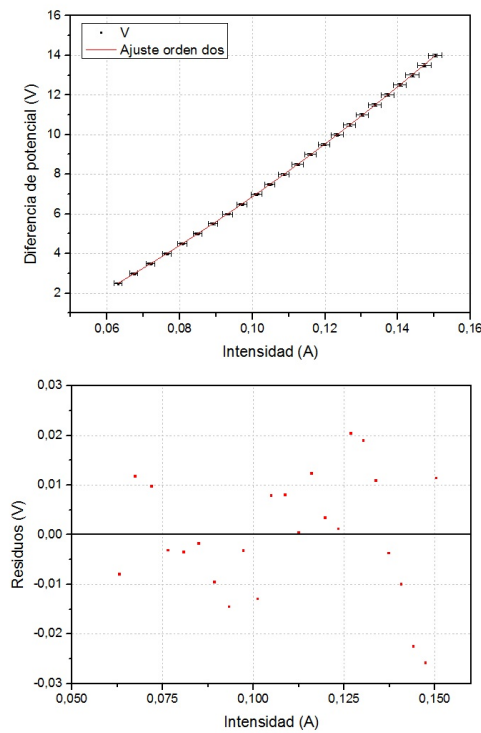 16
14
12
10
8
6
4
2
V
Ajuste orden dos
Diferencia de potencial (V)
0,06 0,08 0,10 0,12 0,14 0,16
Intensidad (A)
0,03
0,02
0,01
0,00
-0,01
-0,02
-0,03
Residuos (V)
0,050 0,075 0,100 0,125 0,150
Intensidad (A)